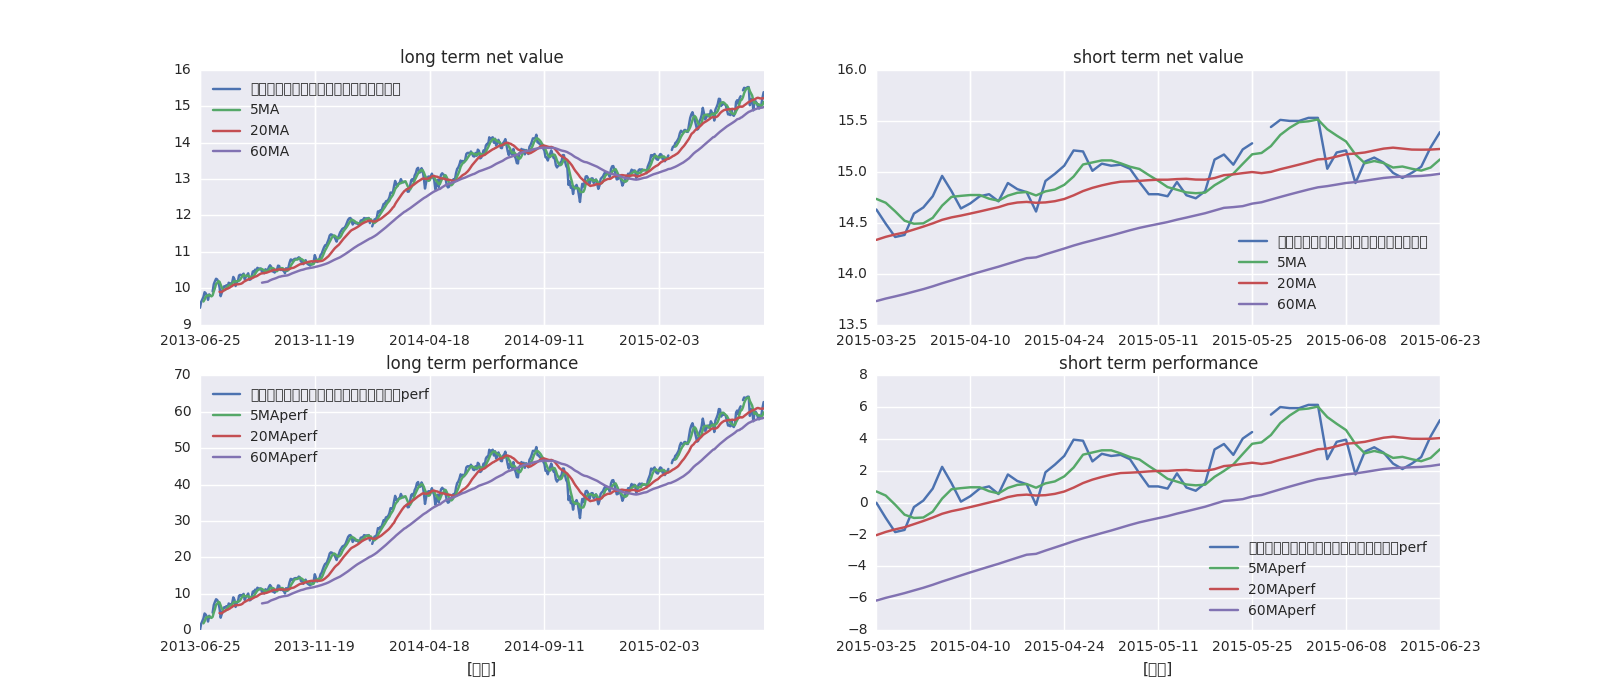 long term net value
16
15
14
13
12
11
10
9
5MA
20MA
60MA
2013-06-25 2013-11-19 2014-04-18 2014-09-11 2015-02-03
short term net value
16.0
15.5
15.0
14.5
14.0
13.5
5MA
20MA
60MA
2015-03-25 2015-04-10 2015-04-24 2015-05-11 2015-05-25 2015-06-08 2015-06-23
long term performance
70
60
50
40
30
20
10
0
perf
5MAperf
20MAperf
60MAperf
2013-06-25 2013-11-19 2014-04-18 2014-09-11 2015-02-03
short term performance
8
6
4
2
0
−2
−4
−6
−8
perf
5MAperf
20MAperf
60MAperf
2015-03-25 2015-04-10 2015-04-24 2015-05-11 2015-05-25 2015-06-08 2015-06-23